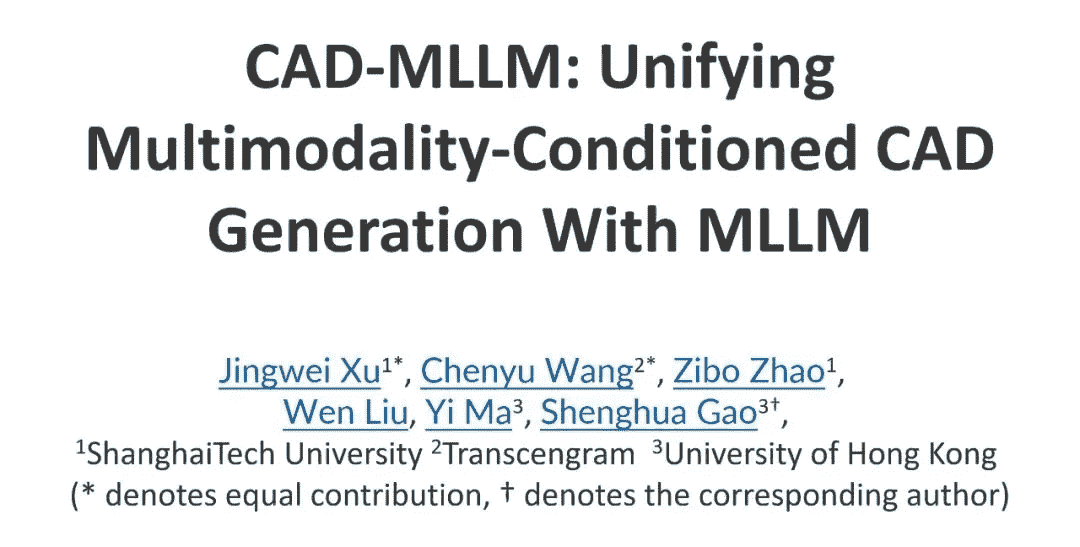 CAD-MLLM: Unifying
Multimodality-Conditioned CAD
Generation With MLLM
Jingwei Xu¹*, Chenyu Wang²*, Zibo Zhao¹,
Wen Liu, Yi Ma³, Shenghua Gao³†,
¹ShanghaiTech University ²Transcengram ³University of Hong Kong
(* denotes equal contribution, † denotes the corresponding author)